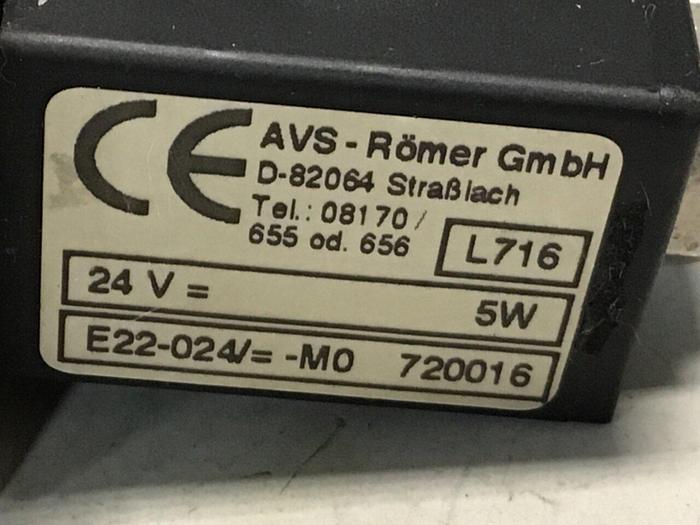 CE
AVS - Römer GmbH
D-82064 Straßlach
Tel.: 08170/
655 od. 656
L716
24 V = 5W
E22-024/= -M0 720016